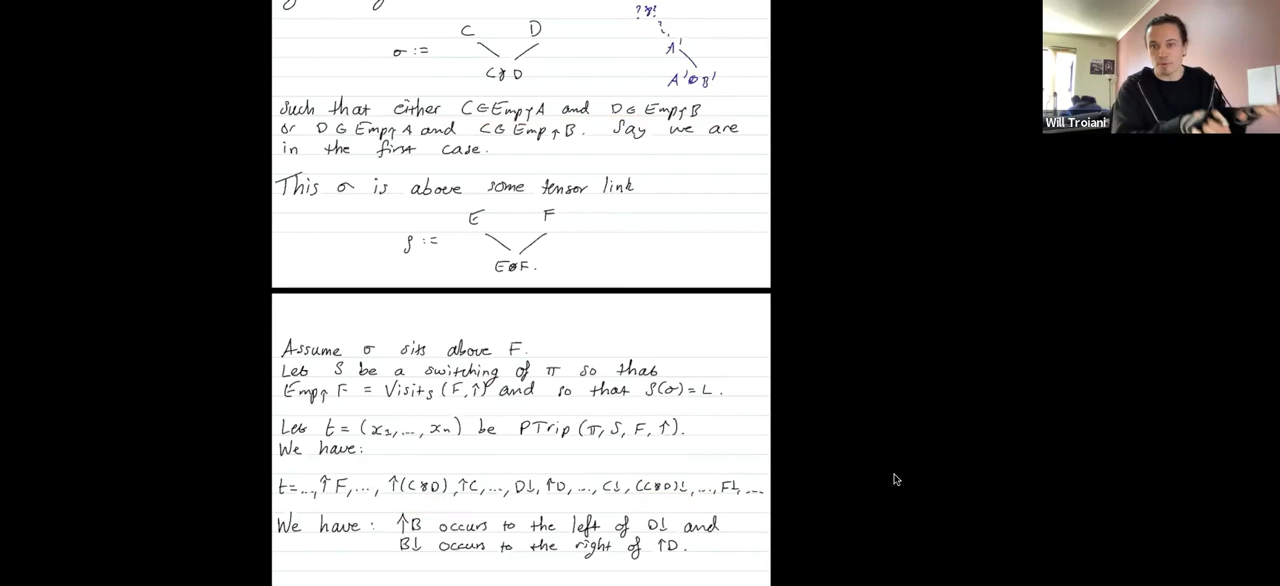 ? ⅋ !
?
C D
A'
σ :=
C⅋D
A'⊗B'
such that either C∈Emp↑A and D∈Emp↑B
or D∈Emp↑A and C∈Emp↑B. Say we are
in the first case.
This σ is above some tensor link
E F
ρ :=
E⊗F.
Assume σ sits above F.
Let S be a switching of π so that
Emp↑F = Visits(F,↑) and so that S(σ)=L.
Let t = (x1,...,xn) be PTrip(π,S,F,↑).
We have:
t=...,↑F,...,↑(C⅋D),↑C,...,D↓,↑D,...,C↓,(C⅋D)↓,...,F↓,...
We have: ↑B occurs to the left of D↓ and
B↓ occurs to the right of ↑D.
Will Troiani